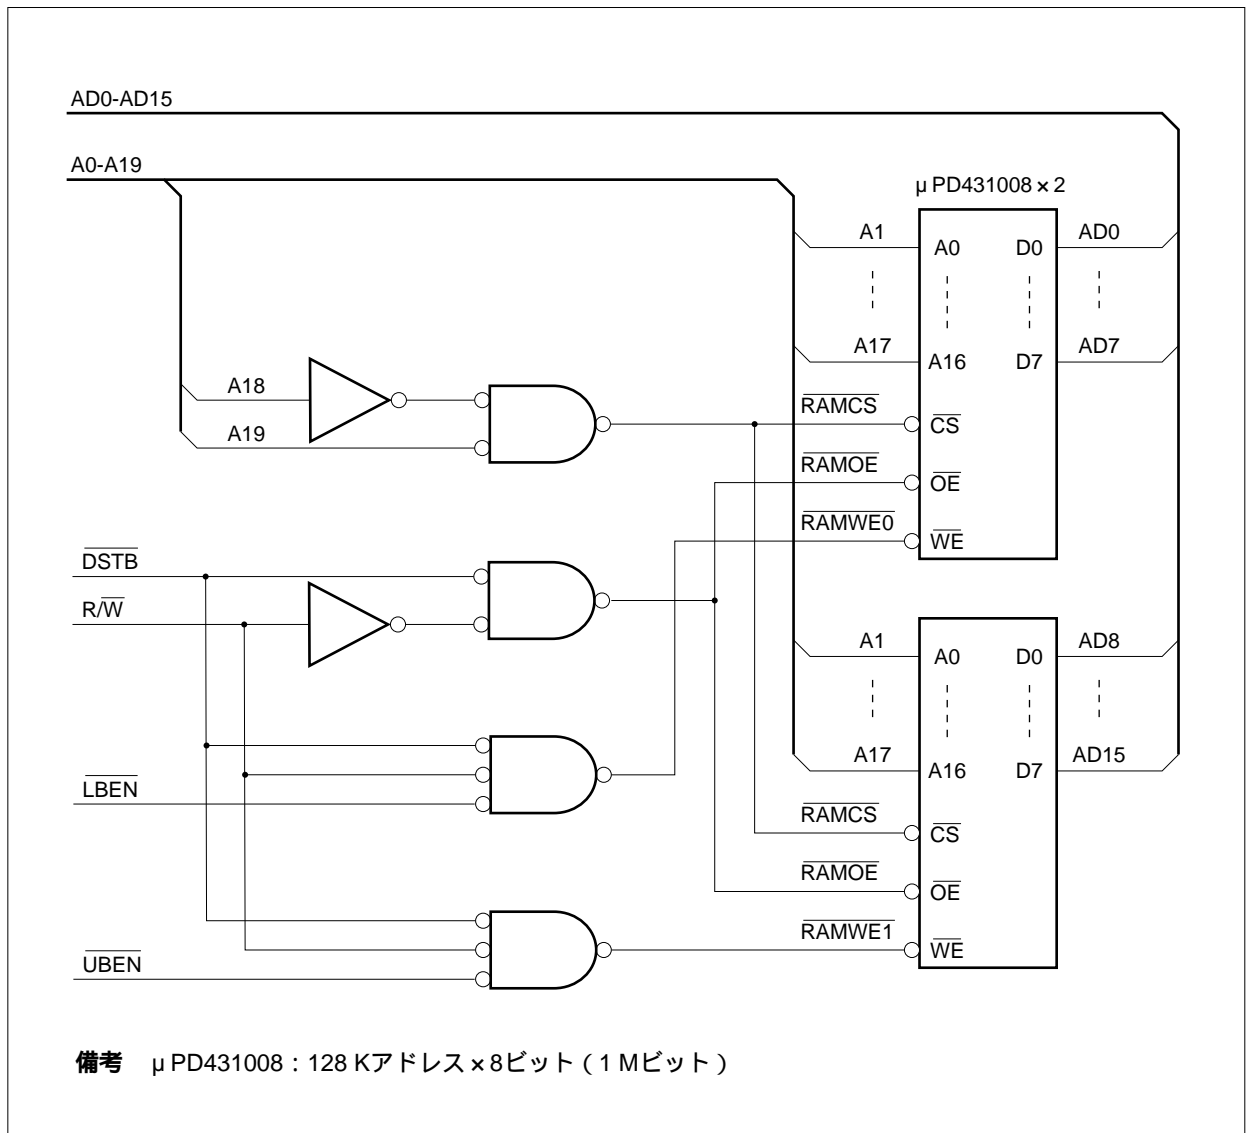 AD0-AD15
A0-A19
μ PD431008 × 2
A1
A0
D0
AD0
A17
A16
D7
AD7
A18
A19
RAMCS
CS
RAMOE
OE
RAMWE0
WE
DSTB
R/W
LBEN
UBEN
A1
A0
D0
AD8
A17
A16
D7
AD15
RAMCS
CS
RAMOE
OE
RAMWE1
WE
備考 μ PD431008：128 Kアドレス×8ビット（1 Mビット）